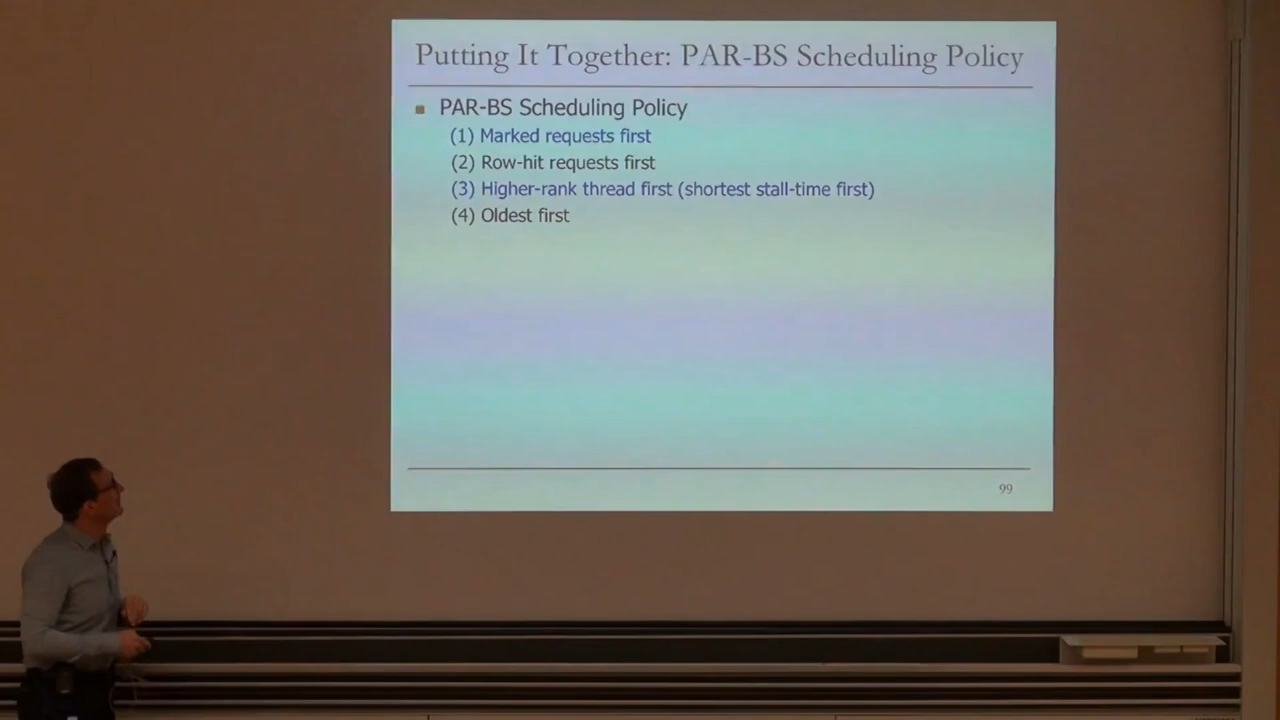 Putting It Together: PAR-BS Scheduling Policy
PAR-BS Scheduling Policy
(1) Marked requests first
(2) Row-hit requests first
(3) Higher-rank thread first (shortest stall-time first)
(4) Oldest first
99